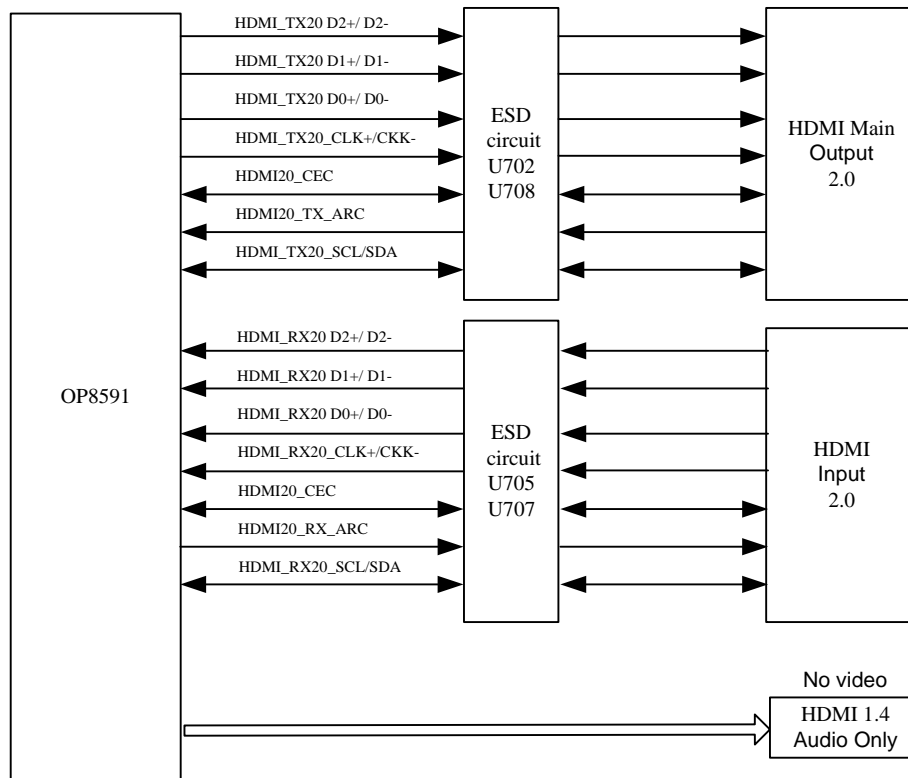 OP8591
HDMI_TX20 D2+/ D2-
HDMI_TX20 D1+/ D1-
HDMI_TX20 D0+/ D0-
HDMI_TX20_CLK+/CKK-
HDMI20_CEC
HDMI20_TX_ARC
HDMI_TX20_SCL/SDA
ESD
circuit
U702
U708
HDMI Main
Output
2.0
HDMI_RX20 D2+/ D2-
HDMI_RX20 D1+/ D1-
HDMI_RX20 D0+/ D0-
HDMI_RX20_CLK+/CKK-
HDMI20_CEC
HDMI20_RX_ARC
HDMI_RX20_SCL/SDA
ESD
circuit
U705
U707
HDMI
Input
2.0
No video
HDMI 1.4
Audio Only